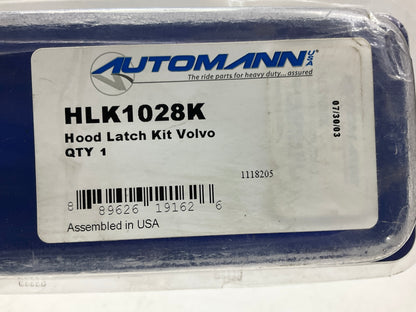 AUTOMANN USA
The ride parts for heavy duty...assured
HLK1028K
Hood Latch Kit Volvo
QTY 1
1118205
8 89626 19162 6
Assembled in USA
07/30/03